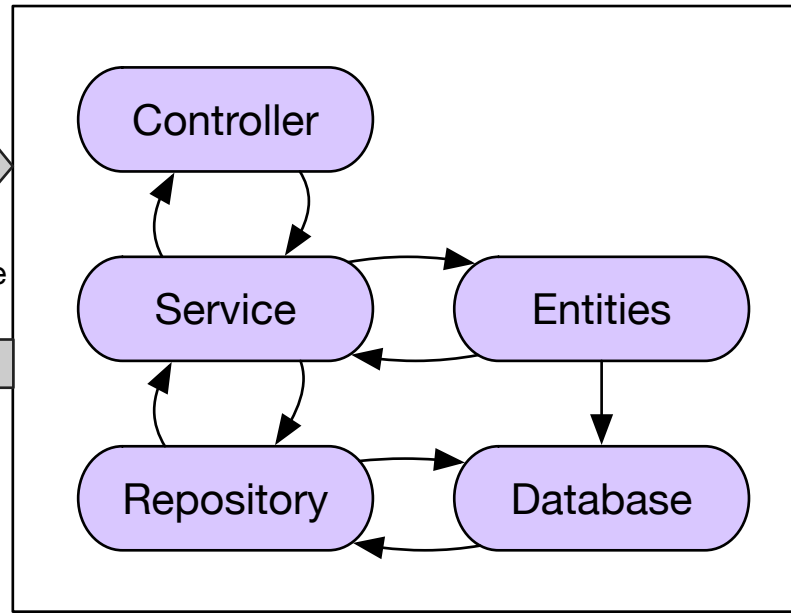 Controller
Service
Entities
Repository
Database